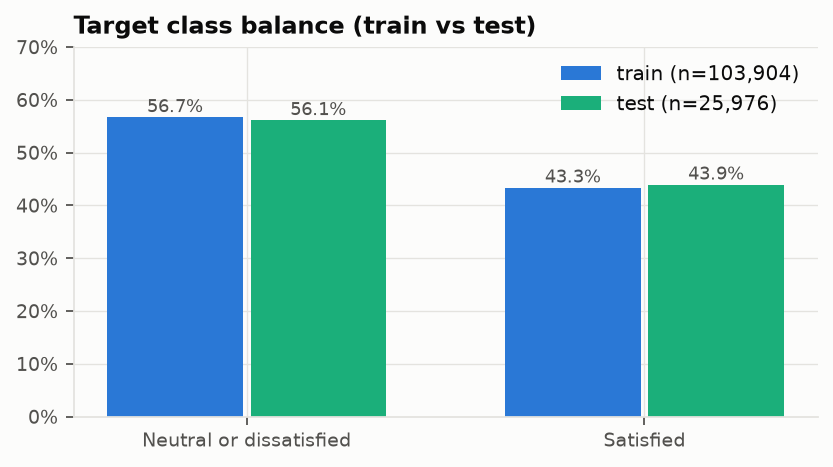 Target class balance (train vs test)
70%
60%
50%
40%
30%
20%
10%
0%
train (n=103,904)
test (n=25,976)
56.7%
56.1%
43.3%
43.9%
Neutral or dissatisfied
Satisfied